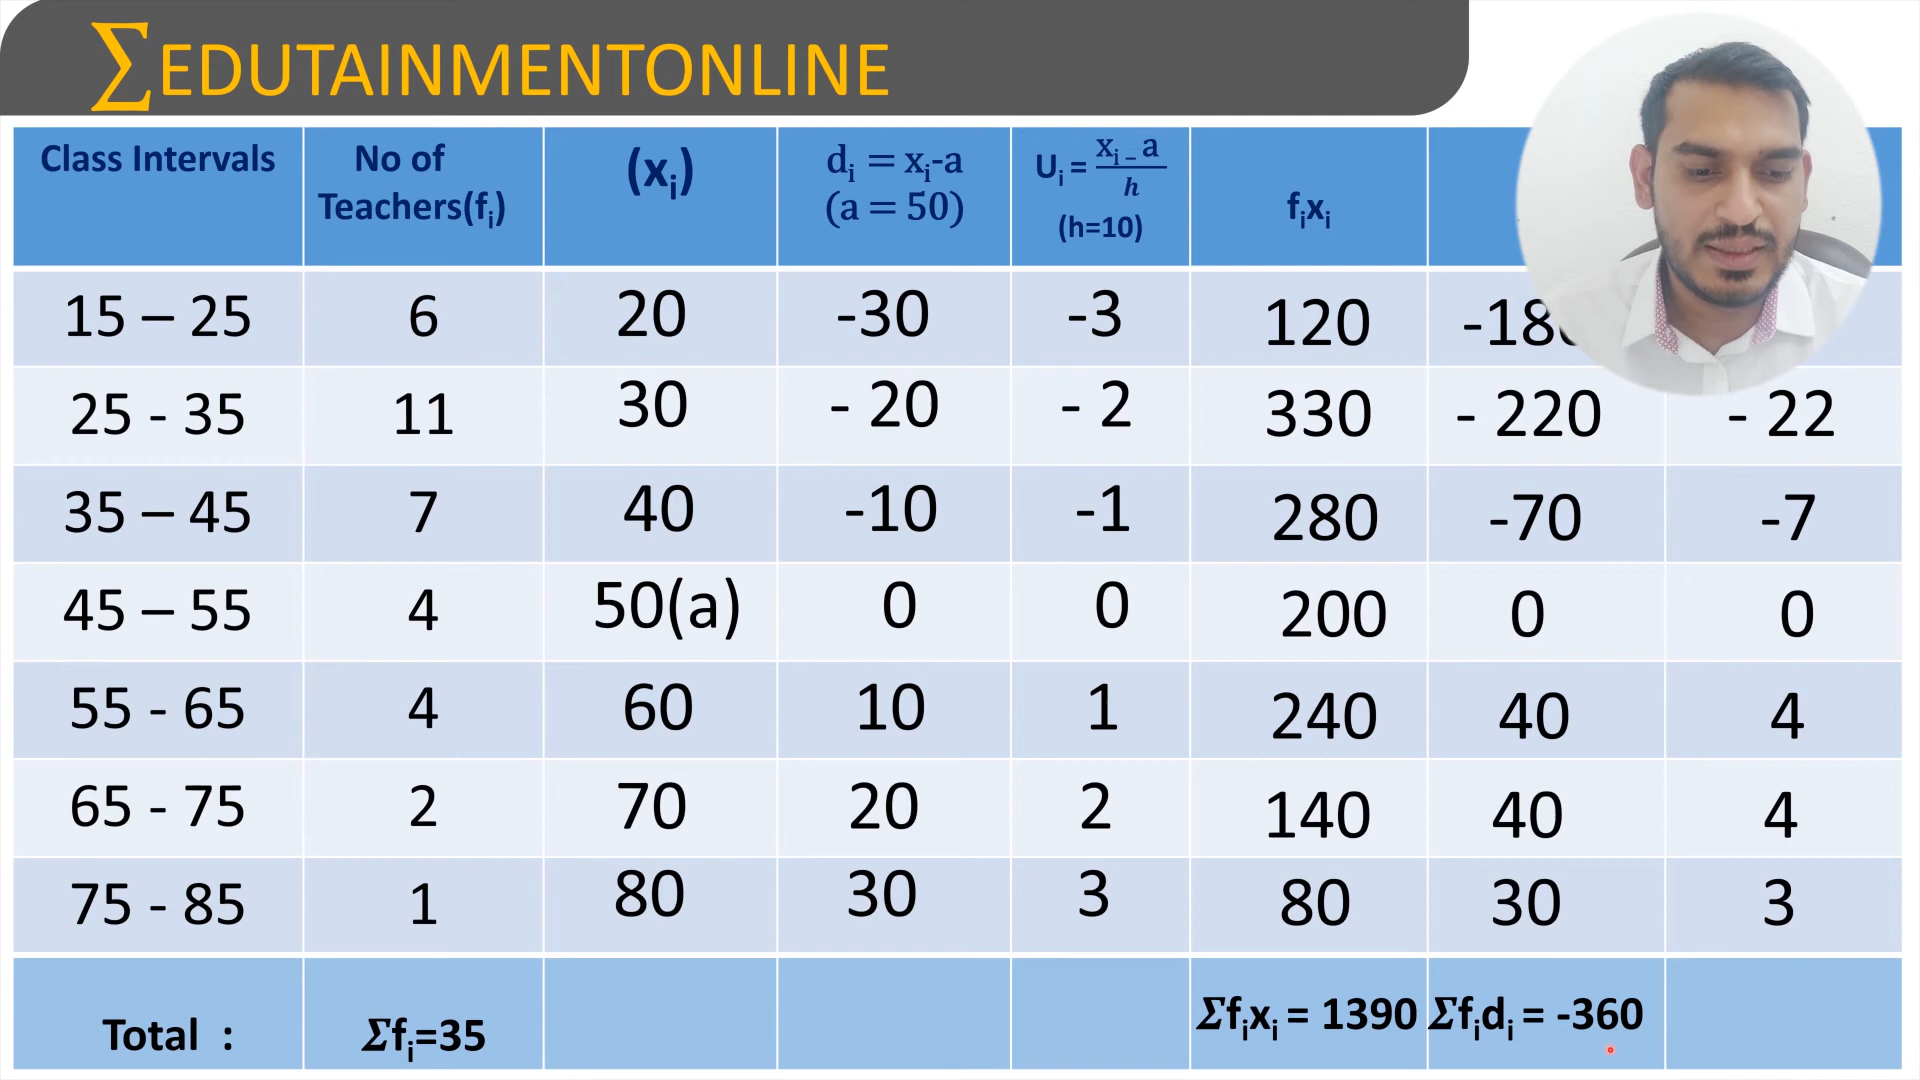 ∑EDUTAINMENTONLINE
Class Intervals No of Teachers(fᵢ) (xᵢ) dᵢ = xᵢ-a (a = 50) Uᵢ = xᵢ – a / h (h=10) fᵢxᵢ
15 – 25 6 20 -30 -3 120
25 - 35 11 30 - 20 - 2 330 - 220 - 22
35 – 45 7 40 -10 -1 280 -70 -7
45 – 55 4 50(a) 0 0 200 0 0
55 - 65 4 60 10 1 240 40 4
65 - 75 2 70 20 2 140 40 4
75 - 85 1 80 30 3 80 30 3
Total : Σfᵢ=35 Σfᵢxᵢ = 1390 Σfᵢdᵢ = -360